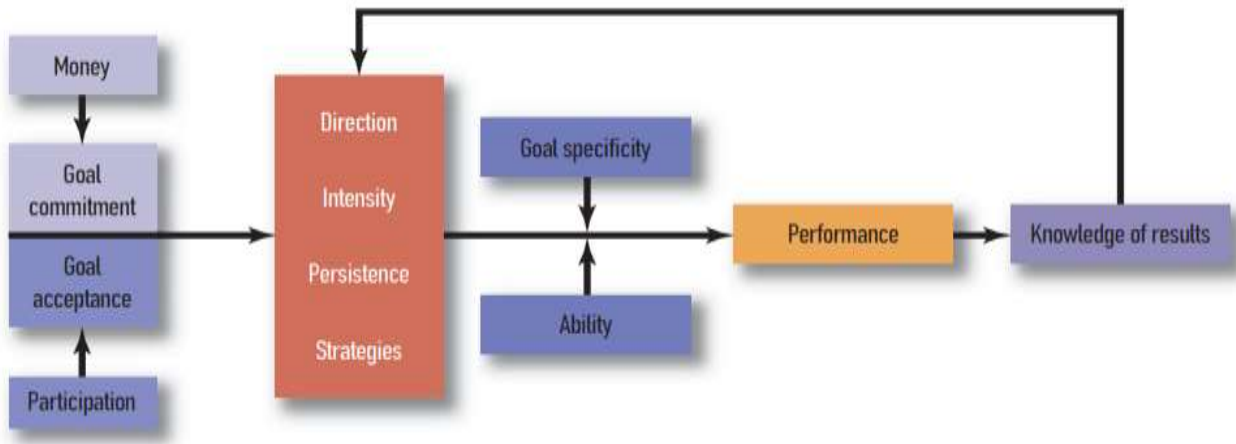 Money
Goal
commitment
Goal
acceptance
Participation
Direction
Intensity
Persistence
Strategies
Goal specificity
Ability
Performance
Knowledge of results